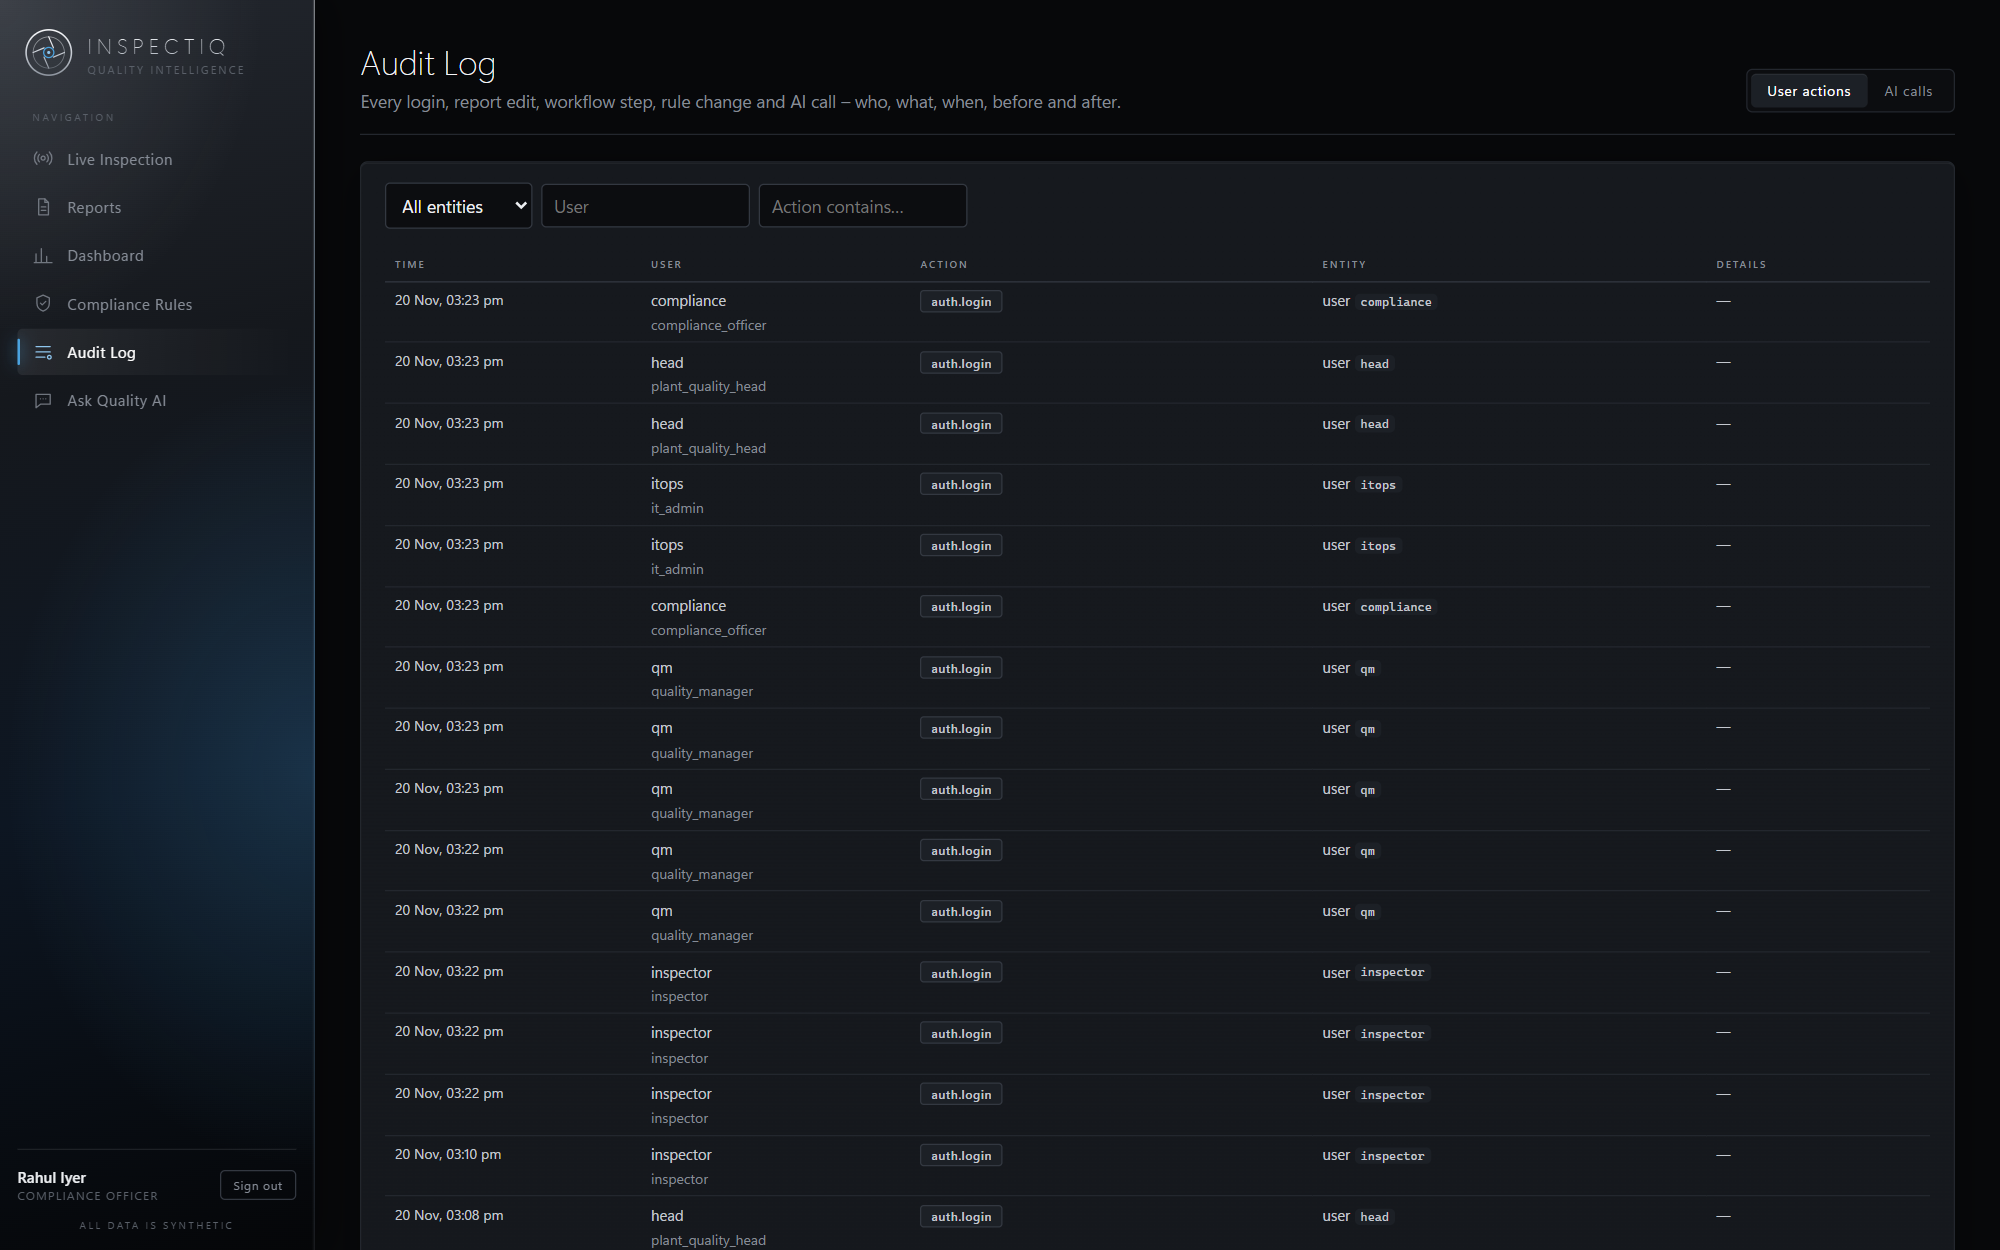 INSPECTIQ
QUALITY INTELLIGENCE
NAVIGATION
Live Inspection
Reports
Dashboard
Compliance Rules
Audit Log
Ask Quality AI
Rahul Iyer
COMPLIANCE OFFICER
Sign out
ALL DATA IS SYNTHETIC
Audit Log
Every login, report edit, workflow step, rule change and AI call – who, what, when, before and after.
User actions AI calls
All entities User Action contains...
TIME USER ACTION ENTITY DETAILS
20 Nov, 03:23 pm compliance auth.login user compliance —
compliance_officer
20 Nov, 03:23 pm head auth.login user head —
plant_quality_head
20 Nov, 03:23 pm head auth.login user head —
plant_quality_head
20 Nov, 03:23 pm itops auth.login user itops —
it_admin
20 Nov, 03:23 pm itops auth.login user itops —
it_admin
20 Nov, 03:23 pm compliance auth.login user compliance —
compliance_officer
20 Nov, 03:23 pm qm auth.login user qm —
quality_manager
20 Nov, 03:23 pm qm auth.login user qm —
quality_manager
20 Nov, 03:23 pm qm auth.login user qm —
quality_manager
20 Nov, 03:22 pm qm auth.login user qm —
quality_manager
20 Nov, 03:22 pm qm auth.login user qm —
quality_manager
20 Nov, 03:22 pm inspector auth.login user inspector —
inspector
20 Nov, 03:22 pm inspector auth.login user inspector —
inspector
20 Nov, 03:22 pm inspector auth.login user inspector —
inspector
20 Nov, 03:10 pm inspector auth.login user inspector —
inspector
20 Nov, 03:08 pm head auth.login user head —
plant_quality_head